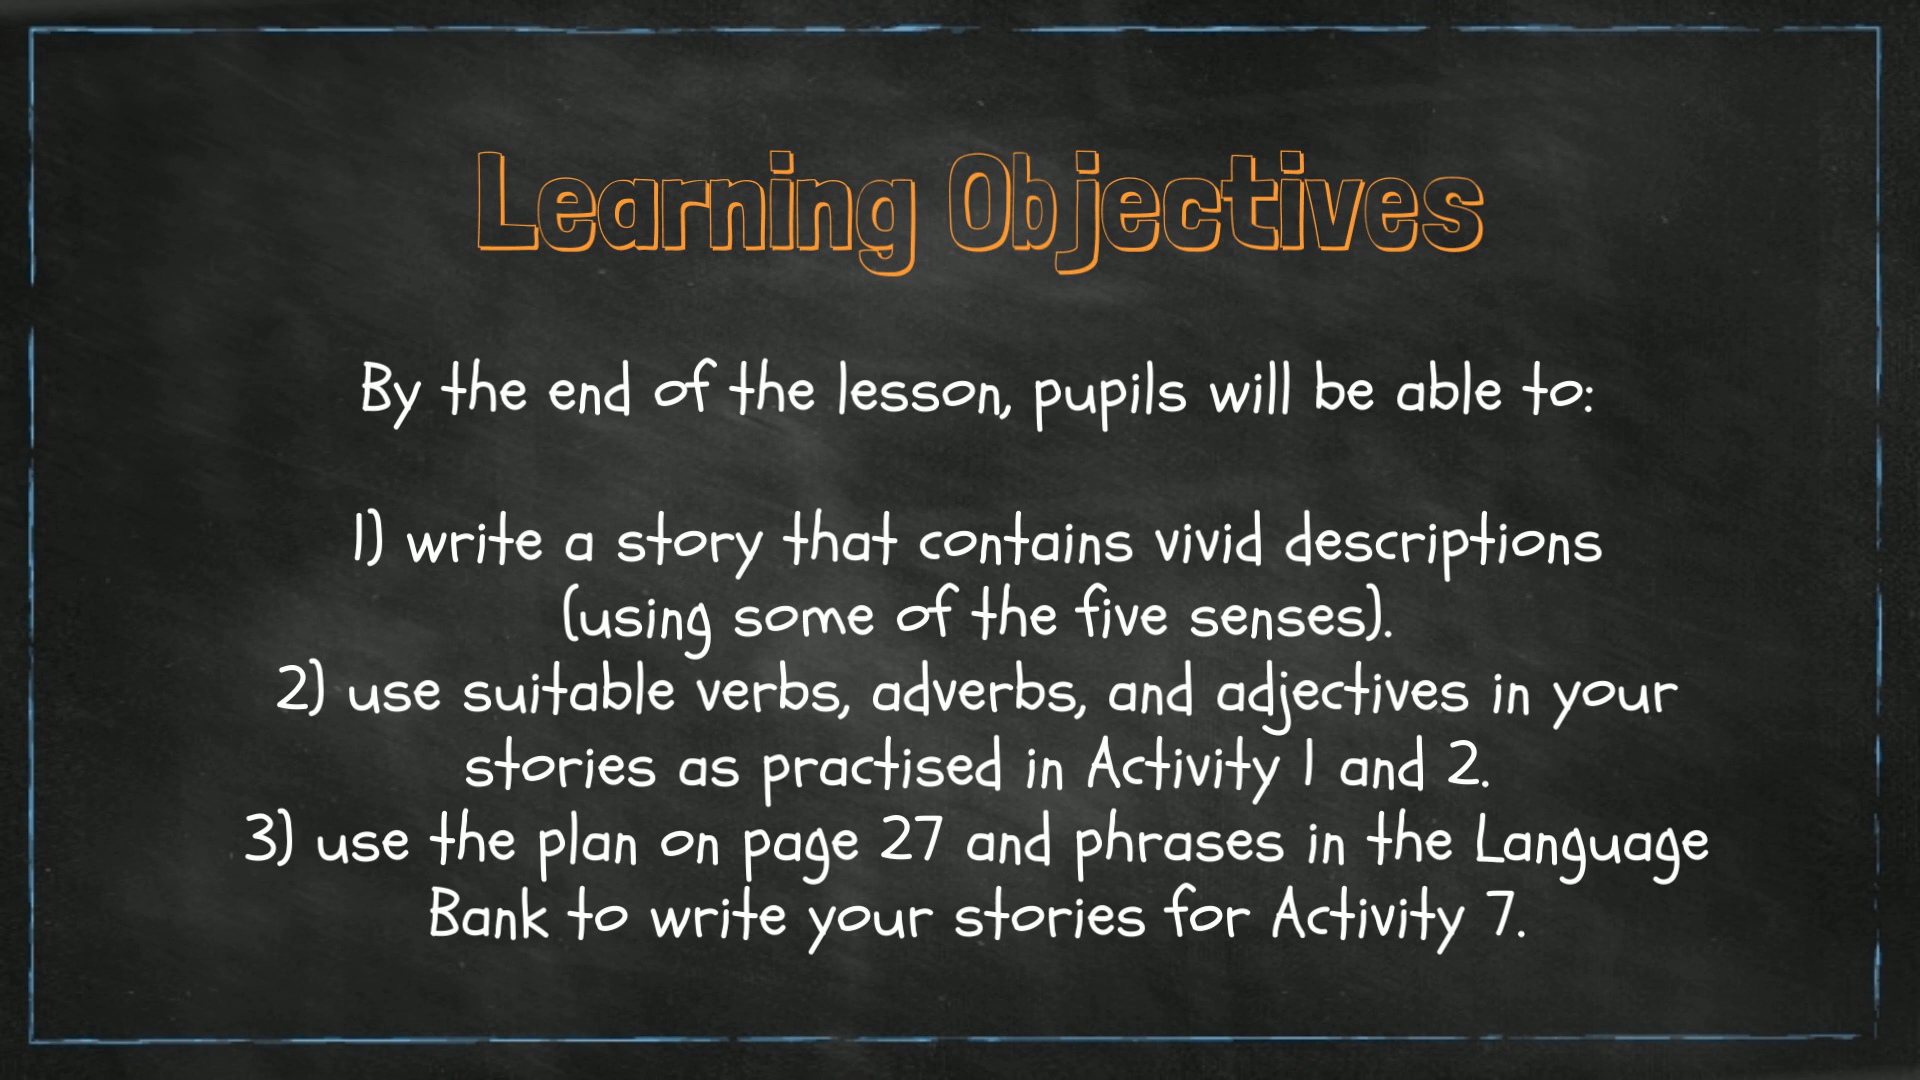 Learning Objectives
By the end of the lesson, pupils will be able to:
1) write a story that contains vivid descriptions
(using some of the five senses).
2) use suitable verbs, adverbs, and adjectives in your
stories as practised in Activity 1 and 2.
3) use the plan on page 27 and phrases in the Language
Bank to write your stories for Activity 7.